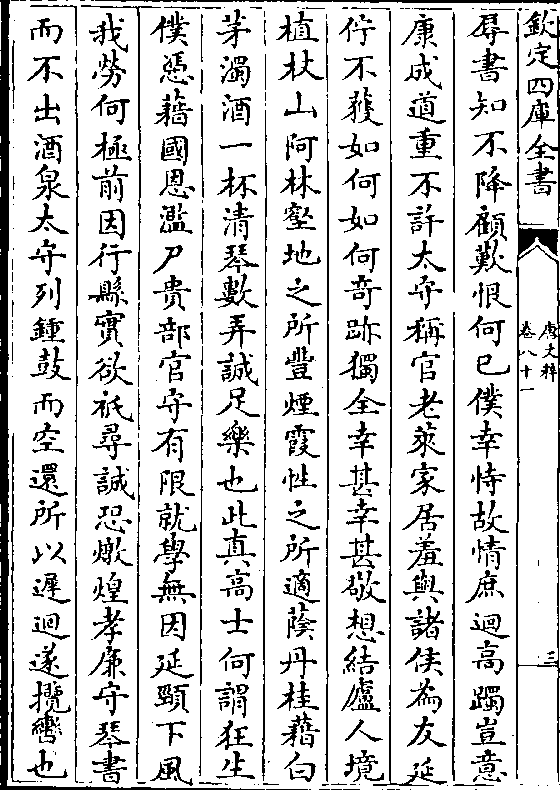 欽定四庫全書
唐文粹
卷八十一
三
辱書知不降顧歎恨何已僕幸恃故情庶迴高躅豈意
康成道重不許太守稱官老萊家居羞與諸侯為友延
佇不獲如何如何奇跡獨全幸甚幸甚敬想結廬人境
植杖山阿林壑地之所豐煙霞性之所適蔭丹桂藉白
茅濁酒一杯清琴數弄誠足樂也此真高士何謂狂生
僕憑藉國恩濫尸貴部官守有限就學無因延頸下風
我勞何極前因行縣實欲祗尋誠恐燉煌孝廉守琴書
而不出酒泉太守列鍾鼓而空還所以遲迴遂攬轡也